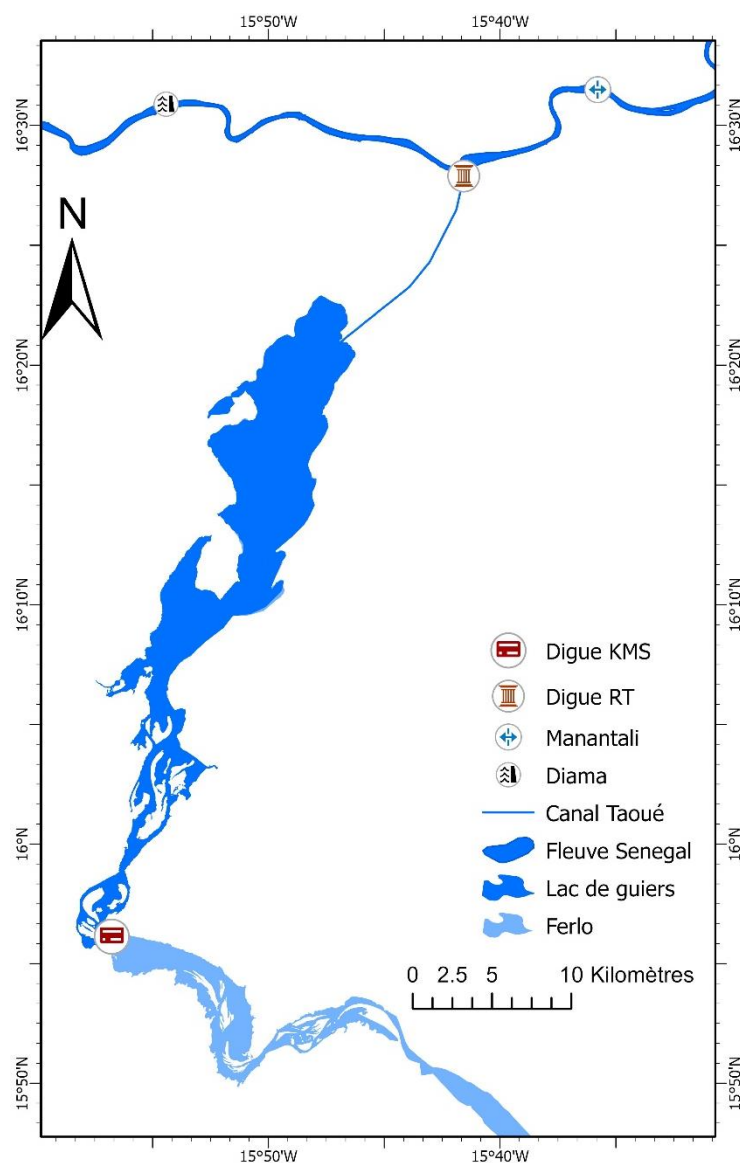 15°50'W 15°40'W
16°30'N 16°30'N
N
16°20'N 16°20'N
16°10'N 16°10'N
Digue KMS
Digue RT
Manantali
Diama
Canal Taoué
16°N 16°N
Fleuve Senegal
Lac de guiers
Ferlo
0 2.5 5 10 Kilomètres
15°50'N 15°50'N
15°50'W 15°40'W